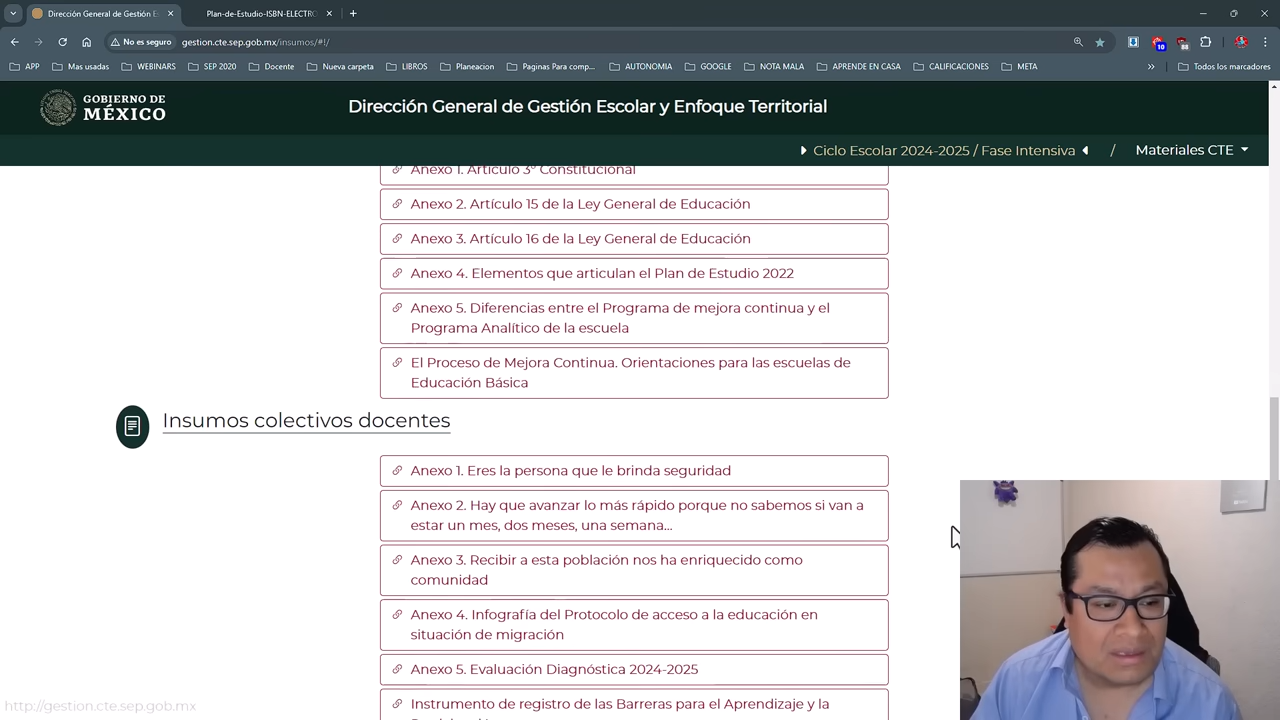 Dirección General de Gestión Es
Plan-de-Estudio-ISBN-ELECTRO
No es seguro
gestion.cte.sep.gob.mx/insumos/#!/
APP
Mas usadas
WEBINARS
SEP 2020
Docente
Nueva carpeta
LIBROS
Planeacion
Paginas Para comp...
AUTONOMIA
GOOGLE
NOTA MALA
APRENDE EN CASA
CALIFICACIONES
META
Todos los marcadores
GOBIERNO DE
MÉXICO
Dirección General de Gestión Escolar y Enfoque Territorial
Ciclo Escolar 2024-2025 / Fase Intensiva
/
Materiales CTE
Anexo 1. Artículo 3° Constitucional
Anexo 2. Artículo 15 de la Ley General de Educación
Anexo 3. Artículo 16 de la Ley General de Educación
Anexo 4. Elementos que articulan el Plan de Estudio 2022
Anexo 5. Diferencias entre el Programa de mejora continua y el
Programa Analítico de la escuela
El Proceso de Mejora Continua. Orientaciones para las escuelas de
Educación Básica
Insumos colectivos docentes
Anexo 1. Eres la persona que le brinda seguridad
Anexo 2. Hay que avanzar lo más rápido porque no sabemos si van a
estar un mes, dos meses, una semana...
Anexo 3. Recibir a esta población nos ha enriquecido como
comunidad
Anexo 4. Infografía del Protocolo de acceso a la educación en
situación de migración
Anexo 5. Evaluación Diagnóstica 2024-2025
Instrumento de registro de las Barreras para el Aprendizaje y la
http://gestion.cte.sep.gob.mx